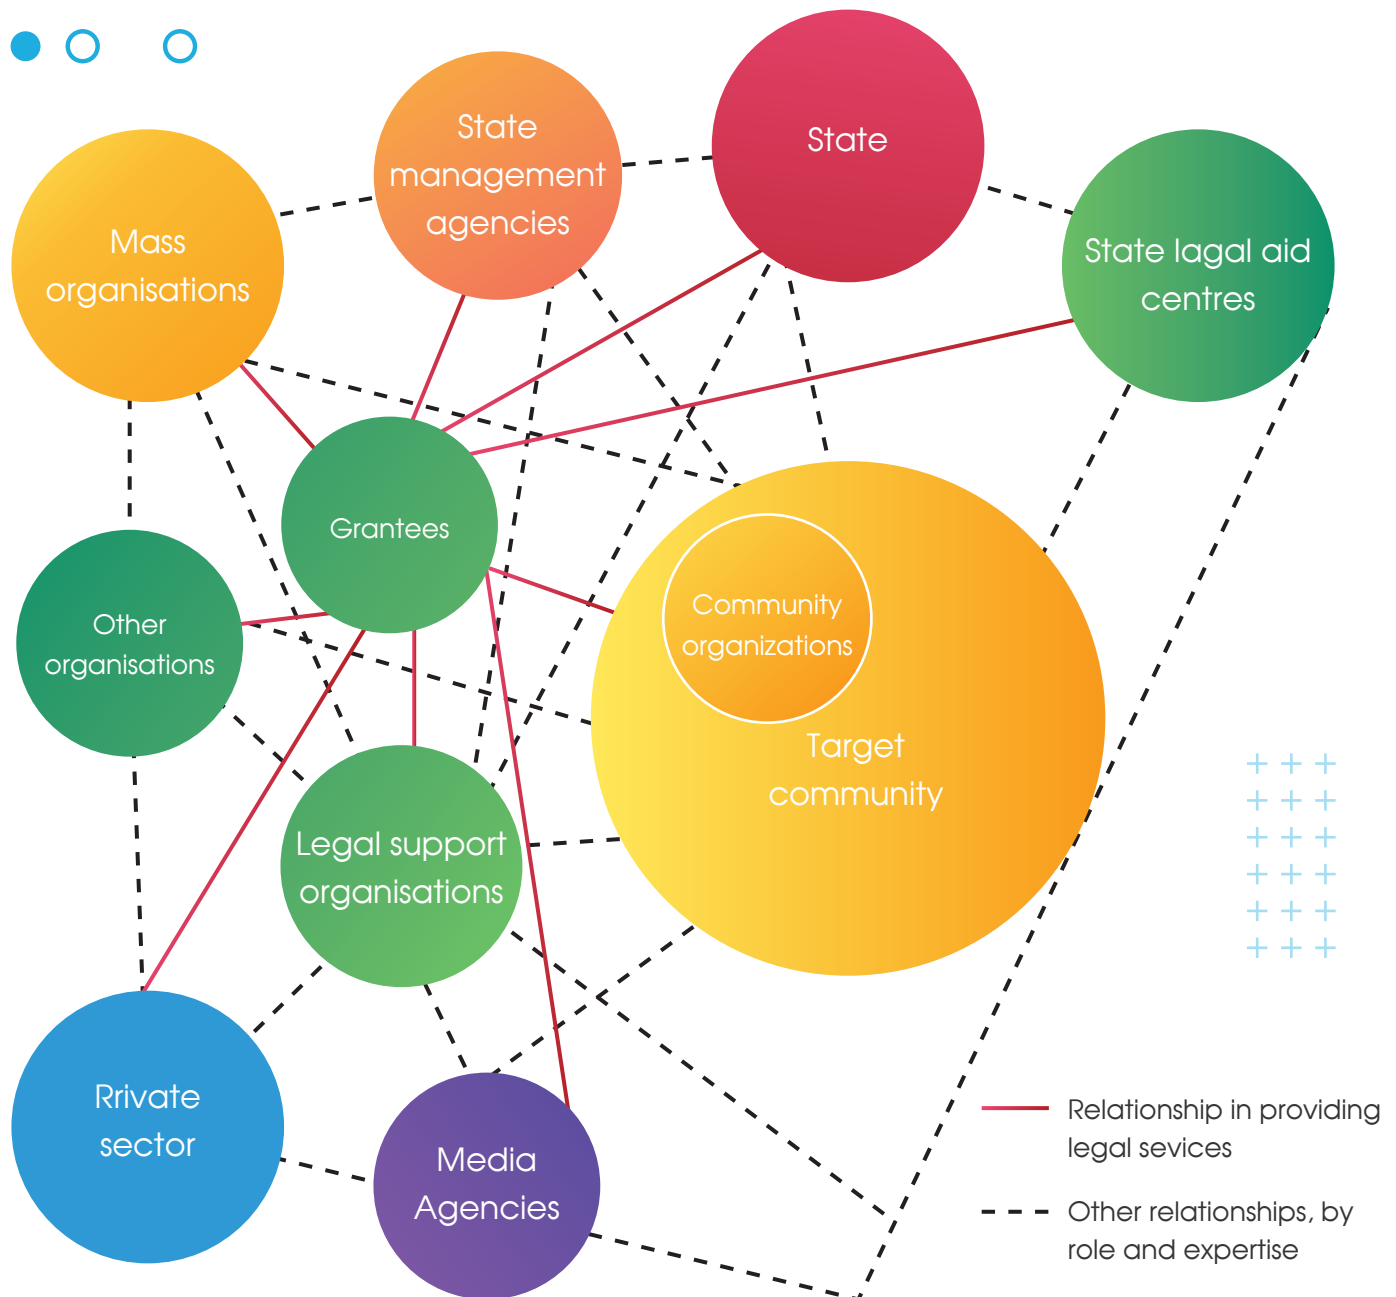 State
management
agencies
State
Mass
organisations
State lagal aid
centres
Grantees
Other
organisations
Community
organizations
Target
community
Legal support
organisations
Rrivate
sector
Media
Agencies
Relationship in providing
legal sevices
Other relationships, by
role and expertise